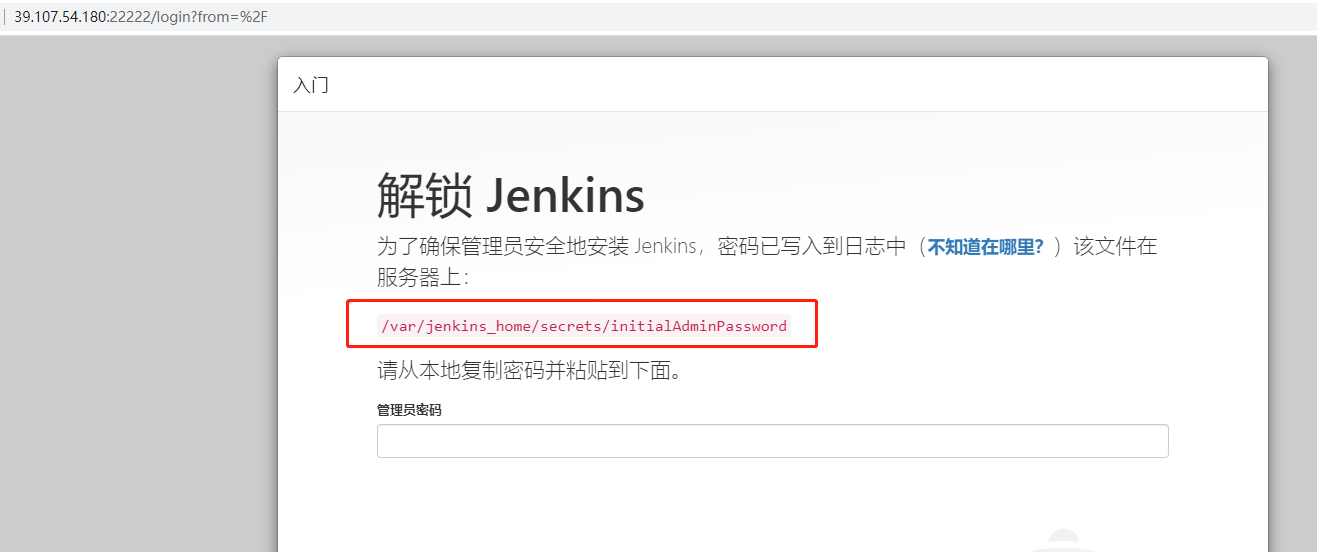 39.107.54.180:22222/login?from=%2F
入门
解锁 Jenkins
为了确保管理员安全地安装 Jenkins，密码已写入到日志中（不知道在哪里？）该文件在
服务器上：
/var/jenkins_home/secrets/initialAdminPassword
请从本地复制密码并粘贴到下面。
管理员密码